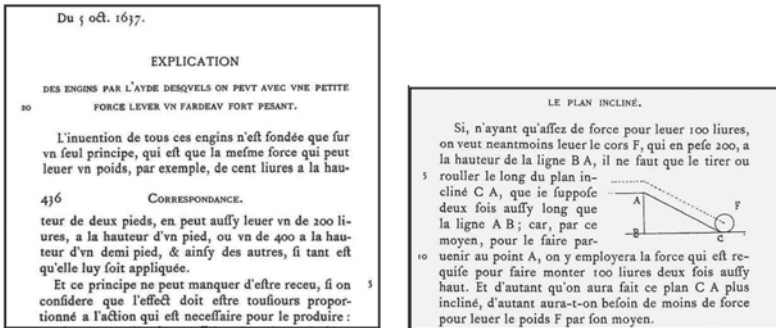 Du 5 oct. 1637.
EXPLICATION
DES ENGINS PAR L'AYDE DESQVELS ON PEVT AVEC VNE PETITE
20 FORCE LEVER VN FARDEAV FORT PESANT.
L'inuention de tous ces engins n'eſt fondée que ſur
vn ſeul principe, qui eſt que la meſme force qui peut
leuer vn poids, par exemple, de cent liures a la hau-
436 CORRESPONDANCE.
teur de deux pieds, en peut auſſy leuer vn de 200 li-
ures, a la hauteur d'vn pied, ou vn de 400 a la hau-
teur d'vn demi pied, & ainſy des autres, ſi tant eſt
qu'elle luy ſoit appliquée.
Et ce principe ne peut manquer d'eſtre receu, ſi on 5
conſidere que l'effect doit eſtre touſiours propor-
tionné a l'action qui eſt neceſſaire pour le produire :
LE PLAN INCLINÉ.
Si, n'ayant qu'aſſez de force pour leuer 100 liures,
on veut neantmoins leuer le cors F, qui en peſe 200, a
la hauteur de la ligne B A, il ne faut que le tirer ou
5 rouller le long du plan in-
cliné C A, que ie ſuppoſe
deux fois auſſy long que
la ligne A B ; car, par ce
moyen, pour le faire par-
10 uenir au point A, on y employera la force qui eſt re-
quiſe pour faire monter 100 liures deux fois auſſy
haut. Et d'autant qu'on aura fait ce plan C A plus
incliné, d'autant aura-t-on beſoin de moins de force
pour leuer le poids F par ſon moyen.
A
F
B
C